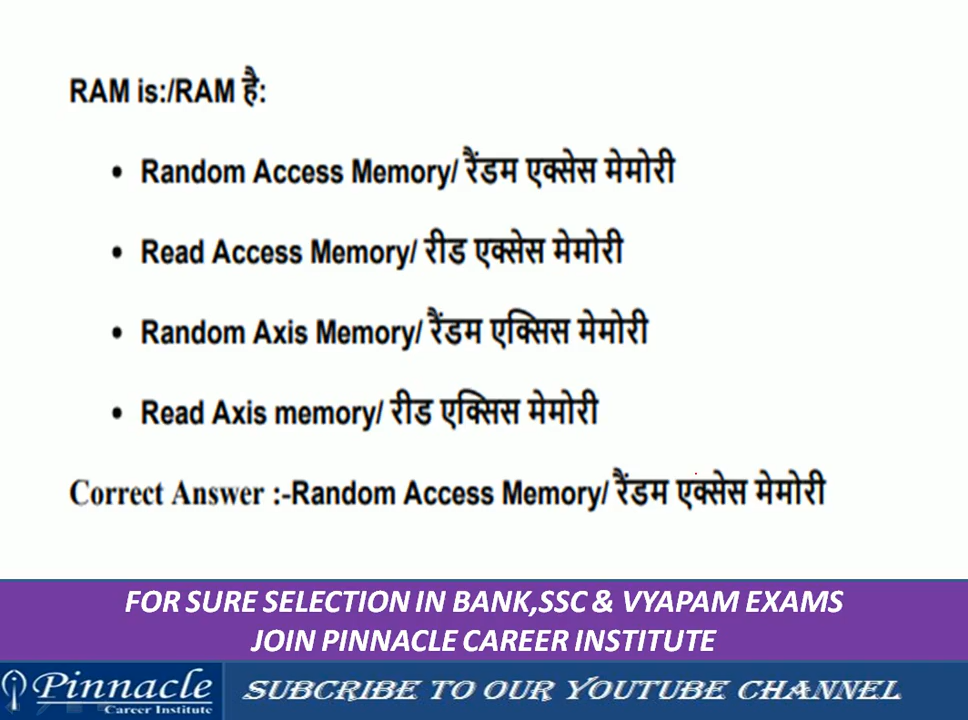 RAM is:/RAM है:
• Random Access Memory/ रैंडम एक्सेस मेमोरी
• Read Access Memory/ रीड एक्सेस मेमोरी
• Random Axis Memory/ रैंडम एक्सिस मेमोरी
• Read Axis memory/ रीड एक्सिस मेमोरी
Correct Answer :-Random Access Memory/ रैंडम एक्सेस मेमोरी
FOR SURE SELECTION IN BANK,SSC & VYAPAM EXAMS
JOIN PINNACLE CAREER INSTITUTE
Pinnacle
Career Institute
SUBCRIBE TO OUR YOUTUBE CHANNEL